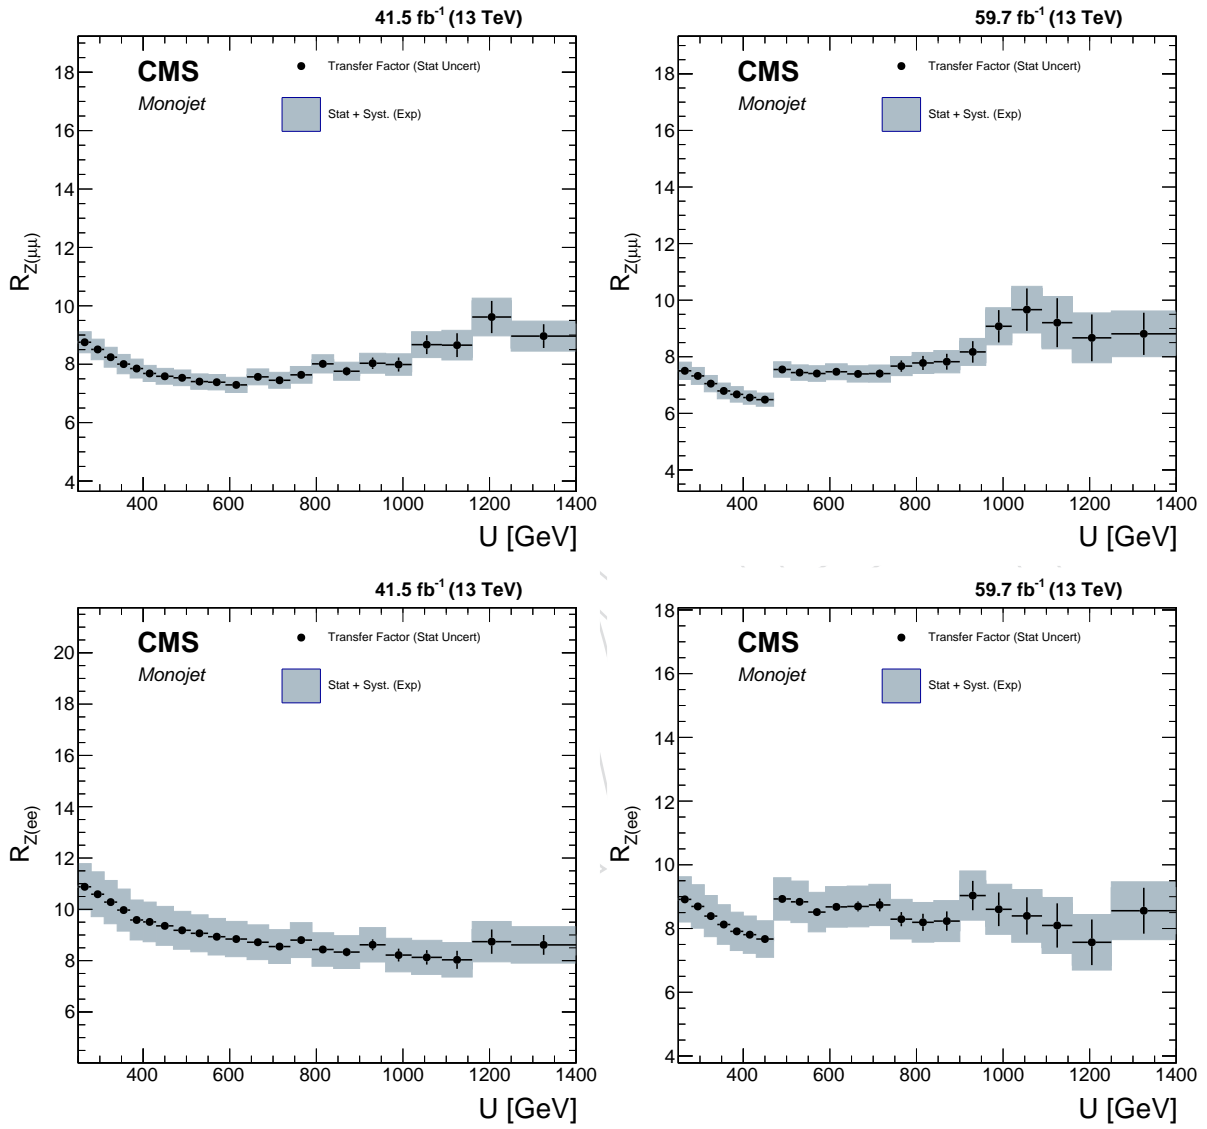 41.5 fb-1 (13 TeV)
CMS
Monojet
Transfer Factor (Stat Uncert)
Stat + Syst. (Exp)
RZ(μμ)
18
16
14
12
10
8
6
4
400 600 800 1000 1200 1400
U [GeV]
59.7 fb-1 (13 TeV)
CMS
Monojet
Transfer Factor (Stat Uncert)
Stat + Syst. (Exp)
RZ(μμ)
18
16
14
12
10
8
6
4
400 600 800 1000 1200 1400
U [GeV]
41.5 fb-1 (13 TeV)
CMS
Monojet
Transfer Factor (Stat Uncert)
Stat + Syst. (Exp)
RZ(ee)
20
18
16
14
12
10
8
6
400 600 800 1000 1200 1400
U [GeV]
59.7 fb-1 (13 TeV)
CMS
Monojet
Transfer Factor (Stat Uncert)
Stat + Syst. (Exp)
RZ(ee)
18
16
14
12
10
8
6
4
400 600 800 1000 1200 1400
U [GeV]